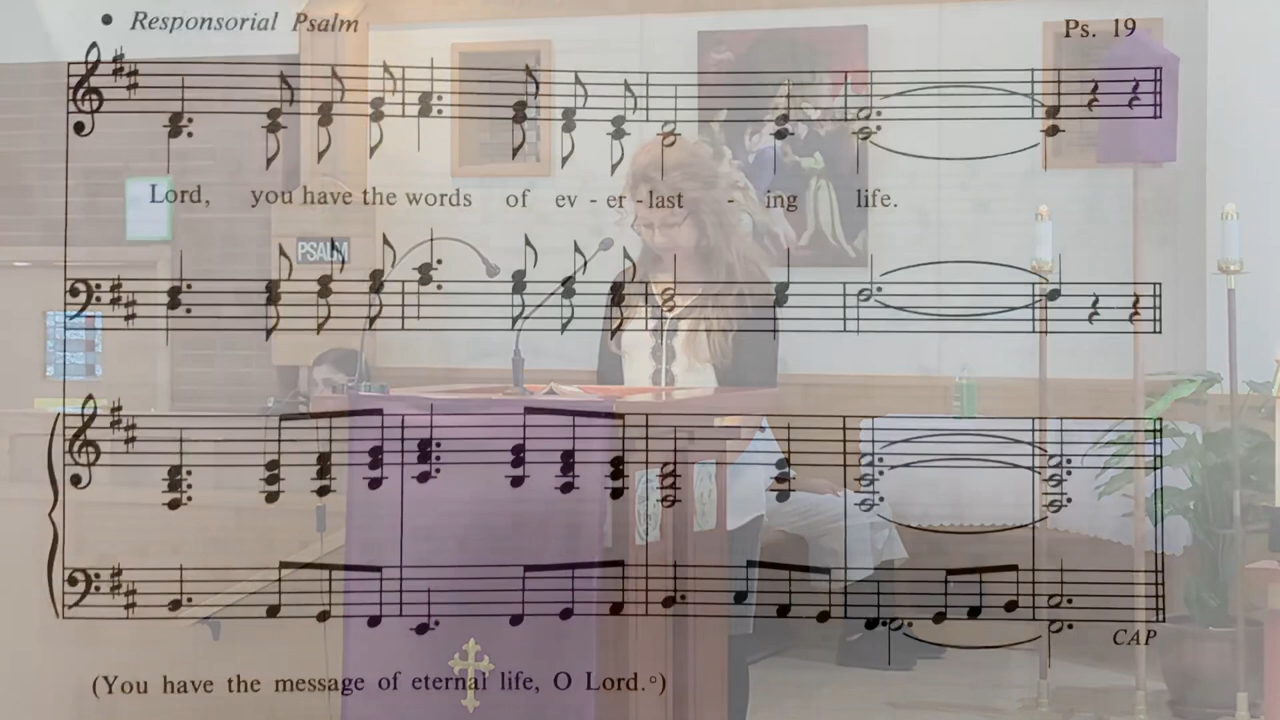 • Responsorial Psalm
Ps. 19
Lord, you have the words of ev - er - last - ing life.
PSALM
CAP
(You have the message of eternal life, O Lord.°)